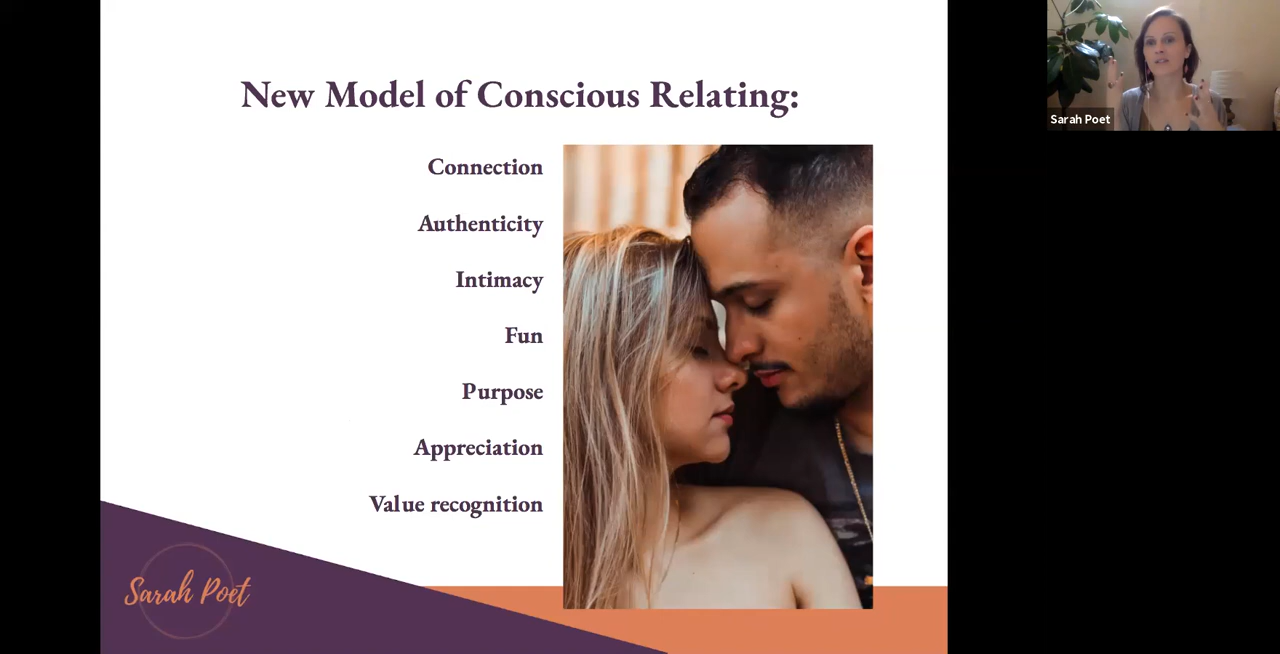 New Model of Conscious Relating:
Connection
Authenticity
Intimacy
Fun
Purpose
Appreciation
Value recognition
Sarah Poet
Sarah Poet